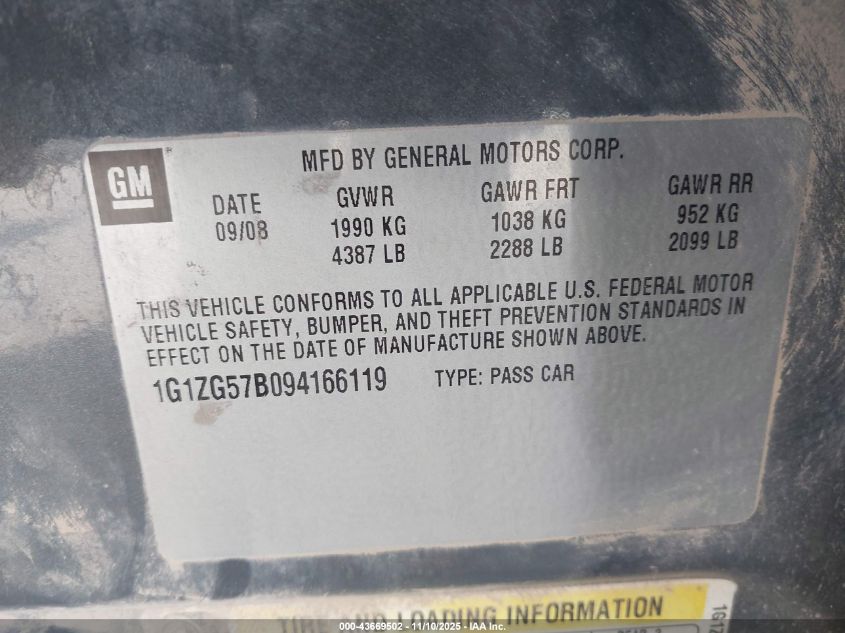 GM
MFD BY GENERAL MOTORS CORP.
DATE GVWR GAWR FRT GAWR RR
09/08 1990 KG 1038 KG 952 KG
4387 LB 2288 LB 2099 LB
THIS VEHICLE CONFORMS TO ALL APPLICABLE U.S. FEDERAL MOTOR
VEHICLE SAFETY, BUMPER, AND THEFT PREVENTION STANDARDS IN
EFFECT ON THE DATE OF MANUFACTURE SHOWN ABOVE.
1G1ZG57B094166119 TYPE: PASS CAR
TIRE AND LOADING INFORMATION
1G1Z
000-43669502 - 11/10/2025 - IAA Inc.